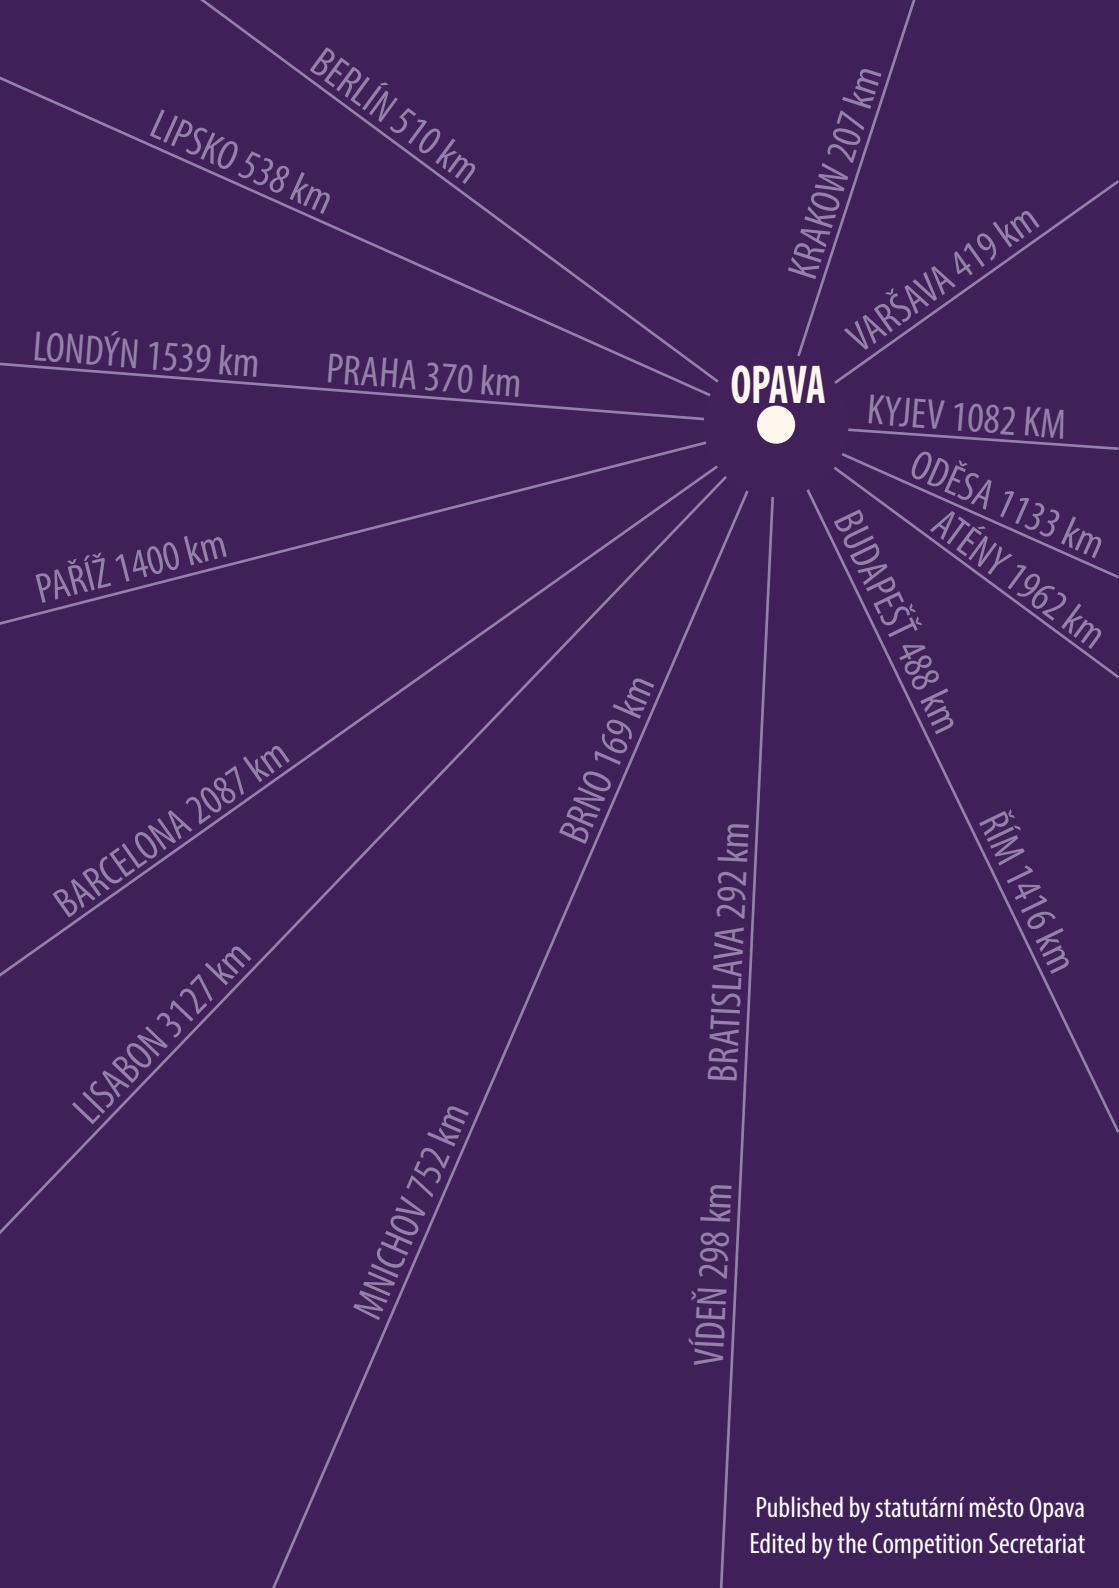 BERLÍN 510 km
KRAKOW 207 km
LIPSKO 538 km
VARŠAVA 419 km
LONDÝN 1539 km
PRAHA 370 km
OPAVA
KYJEV 1082 KM
ODĚSA 1133 km
ATÉNY 1962 km
PAŘÍŽ 1400 km
BUDAPEŠŤ 488 km
BRNO 169 km
BARCELONA 2087 km
ŘÍM 1416 km
BRATISLAVA 292 km
LISABON 3127 km
MNICHOV 752 km
VÍDEŇ 298 km
Published by statutární město Opava
Edited by the Competition Secretariat